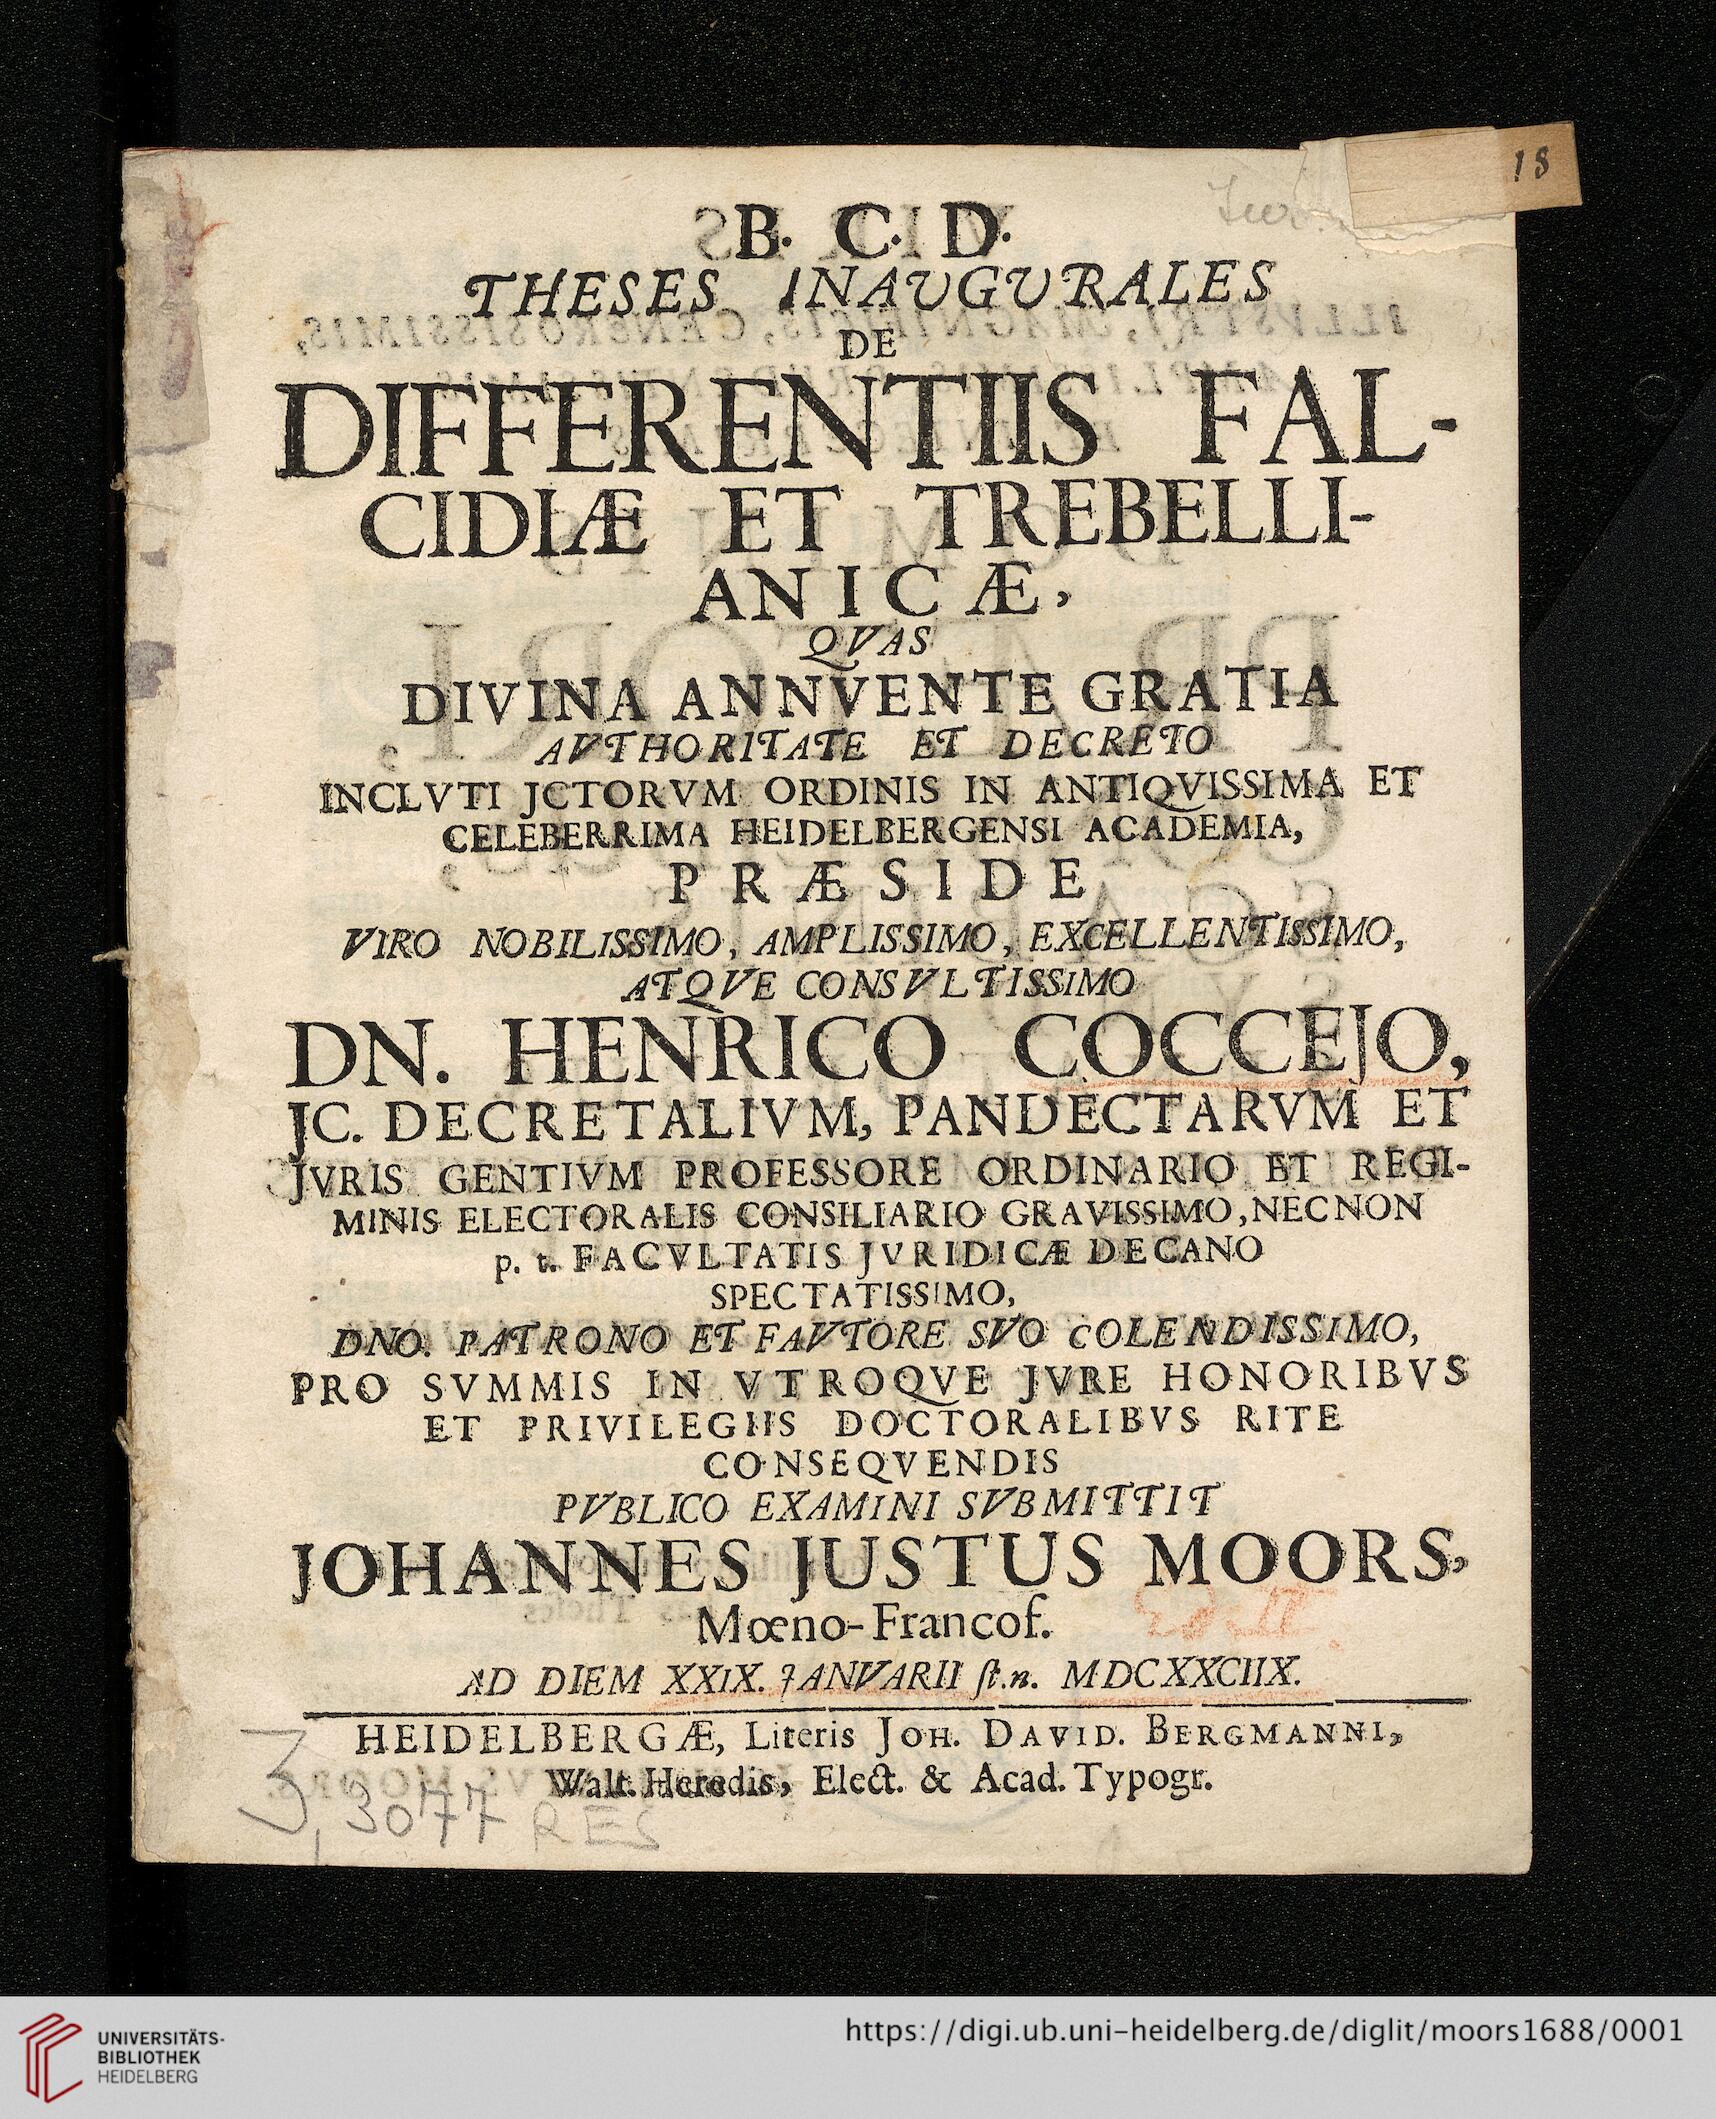 18
B. C. D.
THESES INAUGURALES
DE
DIFFERENTIIS FAL-
CIDIÆ ET TREBELLI-
ANICÆ,
QVAS
DIVINA ANNVENTE GRATIA
AVTHORITATE ET DECRETO
INCLVTI JCTORVM ORDINIS IN ANTIQVISSIMA ET
CELEBERRIMA HEIDELBERGENSI ACADEMIA,
PRÆSIDE
VIRO NOBILISSIMO, AMPLISSIMO, EXCELLENTISSIMO,
ATQVE CONSVLTISSIMO
DN. HENRICO COCCEJO,
JC. DECRETALIVM, PANDECTARVM ET
JVRIS GENTIVM PROFESSORE ORDINARIO ET REGI-
MINIS ELECTORALIS CONSILIARIO GRAVISSIMO, NEC NON
p. t. FACVLTATIS JVRIDICÆ DECANO
SPECTATISSIMO,
DNO. PATRONO ET FAVTORE SVO COLENDISSIMO,
PRO SVMMIS IN VTROQVE JVRE HONORIBVS
ET PRIVILEGIIS DOCTORALIBVS RITE
CONSEQVENDIS
PVBLICO EXAMINI SVBMITTIT
JOHANNES JUSTUS MOORS,
Mœno-Francof.
AD DIEM XXIX. JANVARII ſt.n. MDCXXCIIX.
HEIDELBERGÆ, Literis JOH. DAVID. BERGMANNI,
Walt. Heredis, Elect. & Acad. Typogr.
3, 3077 RES
UNIVERSITÄTS-
BIBLIOTHEK
HEIDELBERG
https://digi.ub.uni-heidelberg.de/diglit/moors1688/0001